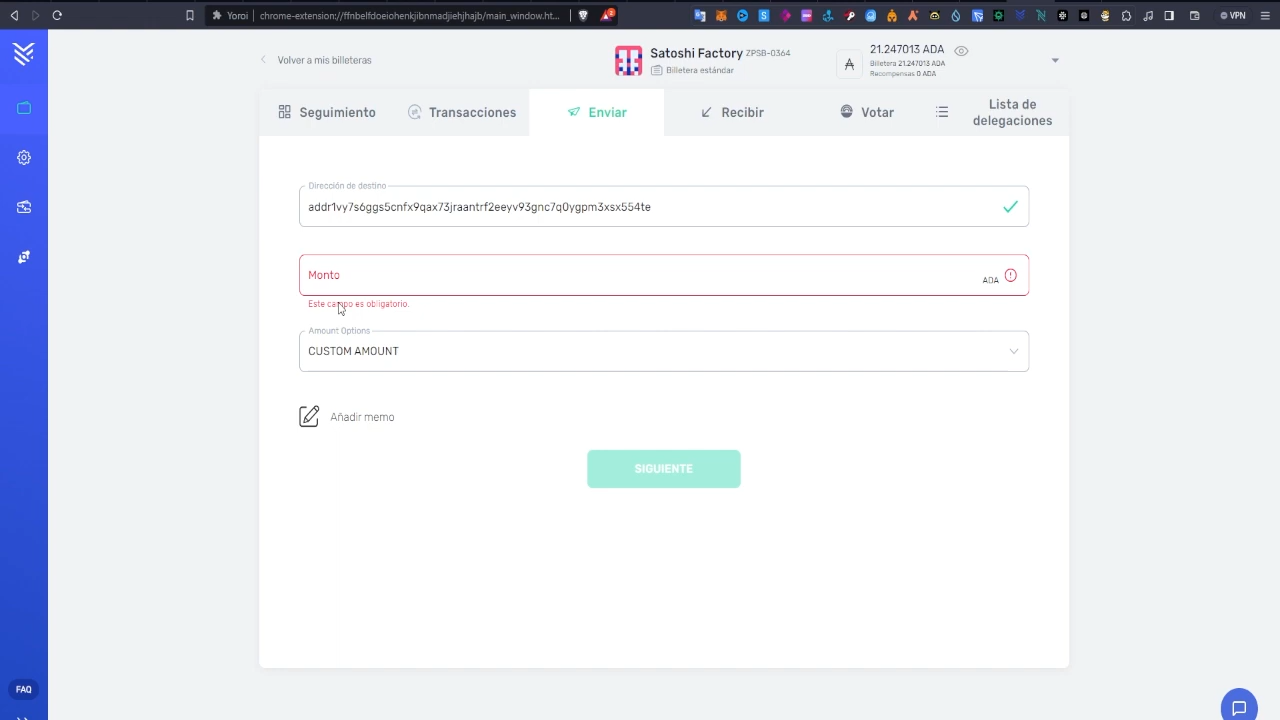 Yoroi
chrome-extension://ffnbelfdoeiohenkjibnmadjiehjhajb/main_window.ht...
2
VPN
Volver a mis billeteras
Satoshi Factory ZPSB-0364
Billetera estándar
21.247013 ADA
Billetera 21.247013 ADA
Recompensas 0 ADA
Seguimiento
Transacciones
Enviar
Recibir
Votar
Lista de
delegaciones
Dirección de destino
addr1vy7s6ggs5cnfx9qax73jraantrf2eeyv93gnc7q0ygpm3xsx554te
Monto
ADA
Este campo es obligatorio.
Amount Options
CUSTOM AMOUNT
Añadir memo
SIGUIENTE
FAQ